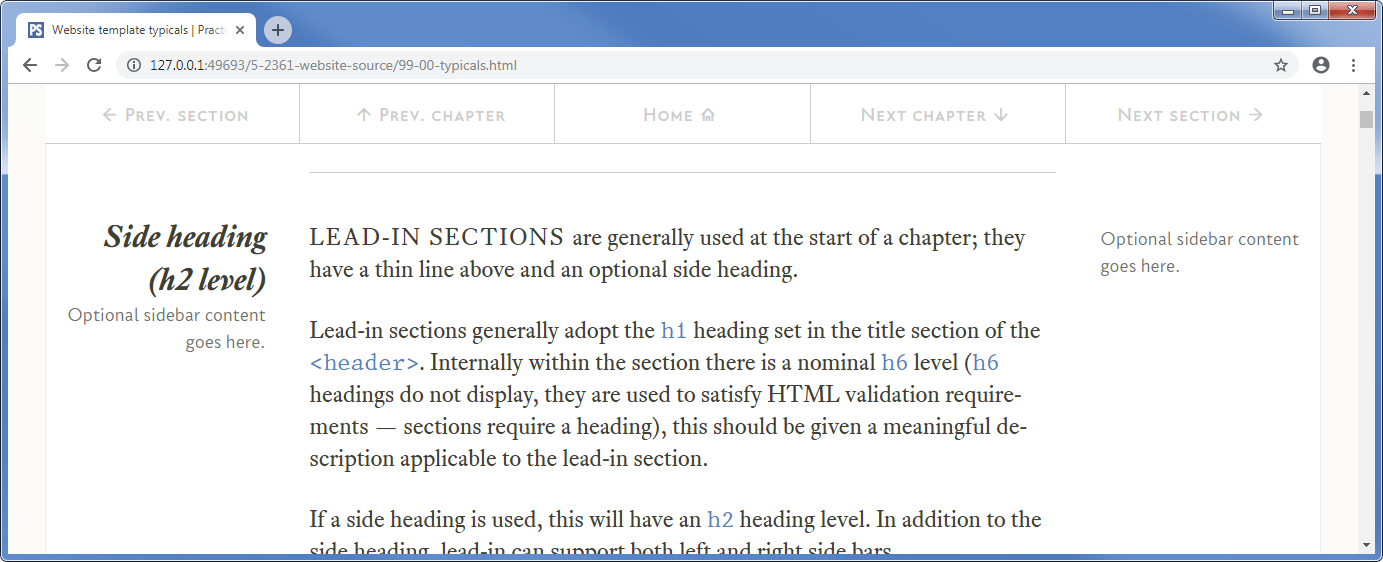 Website template typicals | Practi
127.0.0.1:49693/5-2361-website-source/99-00-typicals.html
← Prev. section
↑ Prev. chapter
Home
Next chapter ↓
Next section →
Side heading
(h2 level)
Optional sidebar content
goes here.
LEAD-IN SECTIONS are generally used at the start of a chapter; they
have a thin line above and an optional side heading.
Lead-in sections generally adopt the h1 heading set in the title section of the
<header>. Internally within the section there is a nominal h6 level (h6
headings do not display, they are used to satisfy HTML validation require-
ments — sections require a heading), this should be given a meaningful de-
scription applicable to the lead-in section.
If a side heading is used, this will have an h2 heading level. In addition to the
side heading, lead-in can support both left and right side bars
Optional sidebar content
goes here.